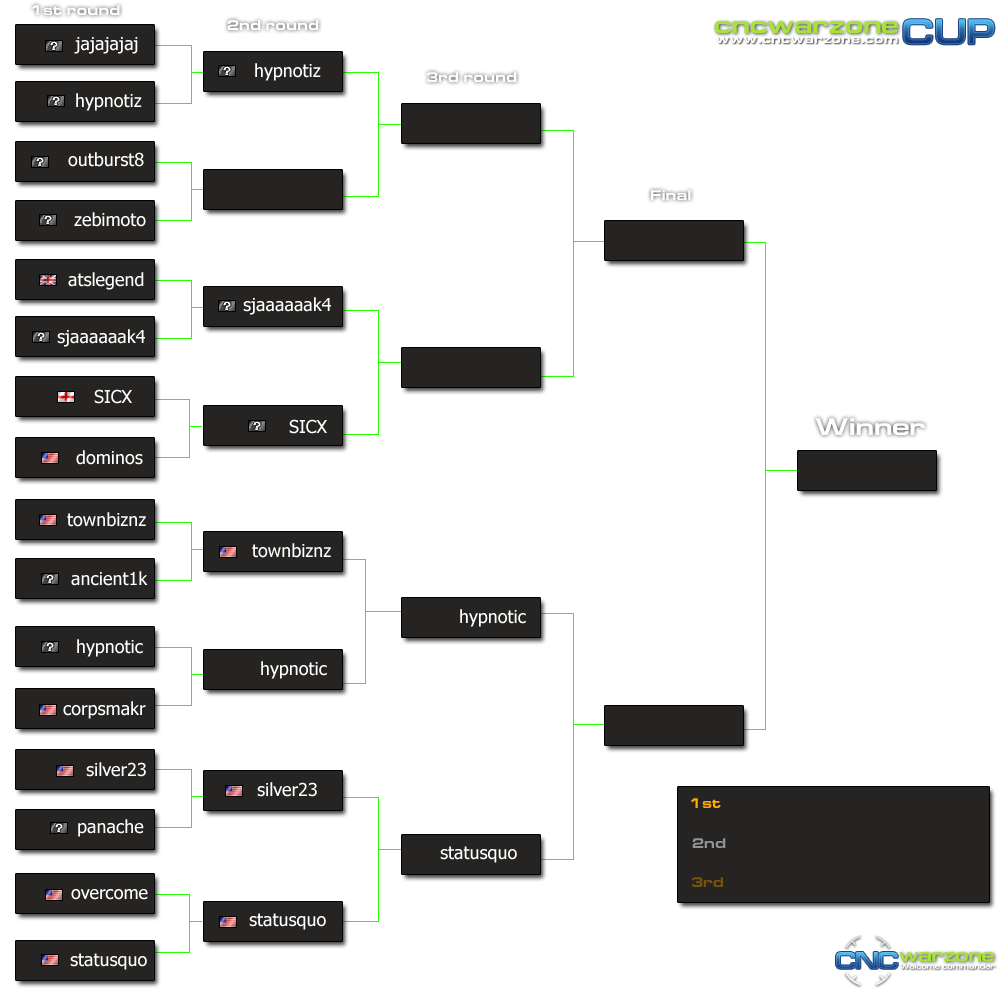 1st round
2nd round
3rd round
Final
Winner
cncwarzone CUP
www.cncwarzone.com
? jajajajaj
? hypnotiz
? outburst8
? zebimoto
atslegend
? sjaaaaaak4
SICX
dominos
townbiznz
? ancient1k
? hypnotic
corpsmakr
silver23
? panache
overcome
statusquo
? hypnotiz
? sjaaaaaak4
? SICX
townbiznz
hypnotic
silver23
statusquo
hypnotic
statusquo
1st
2nd
3rd
CNCwarzone
Welcome commander